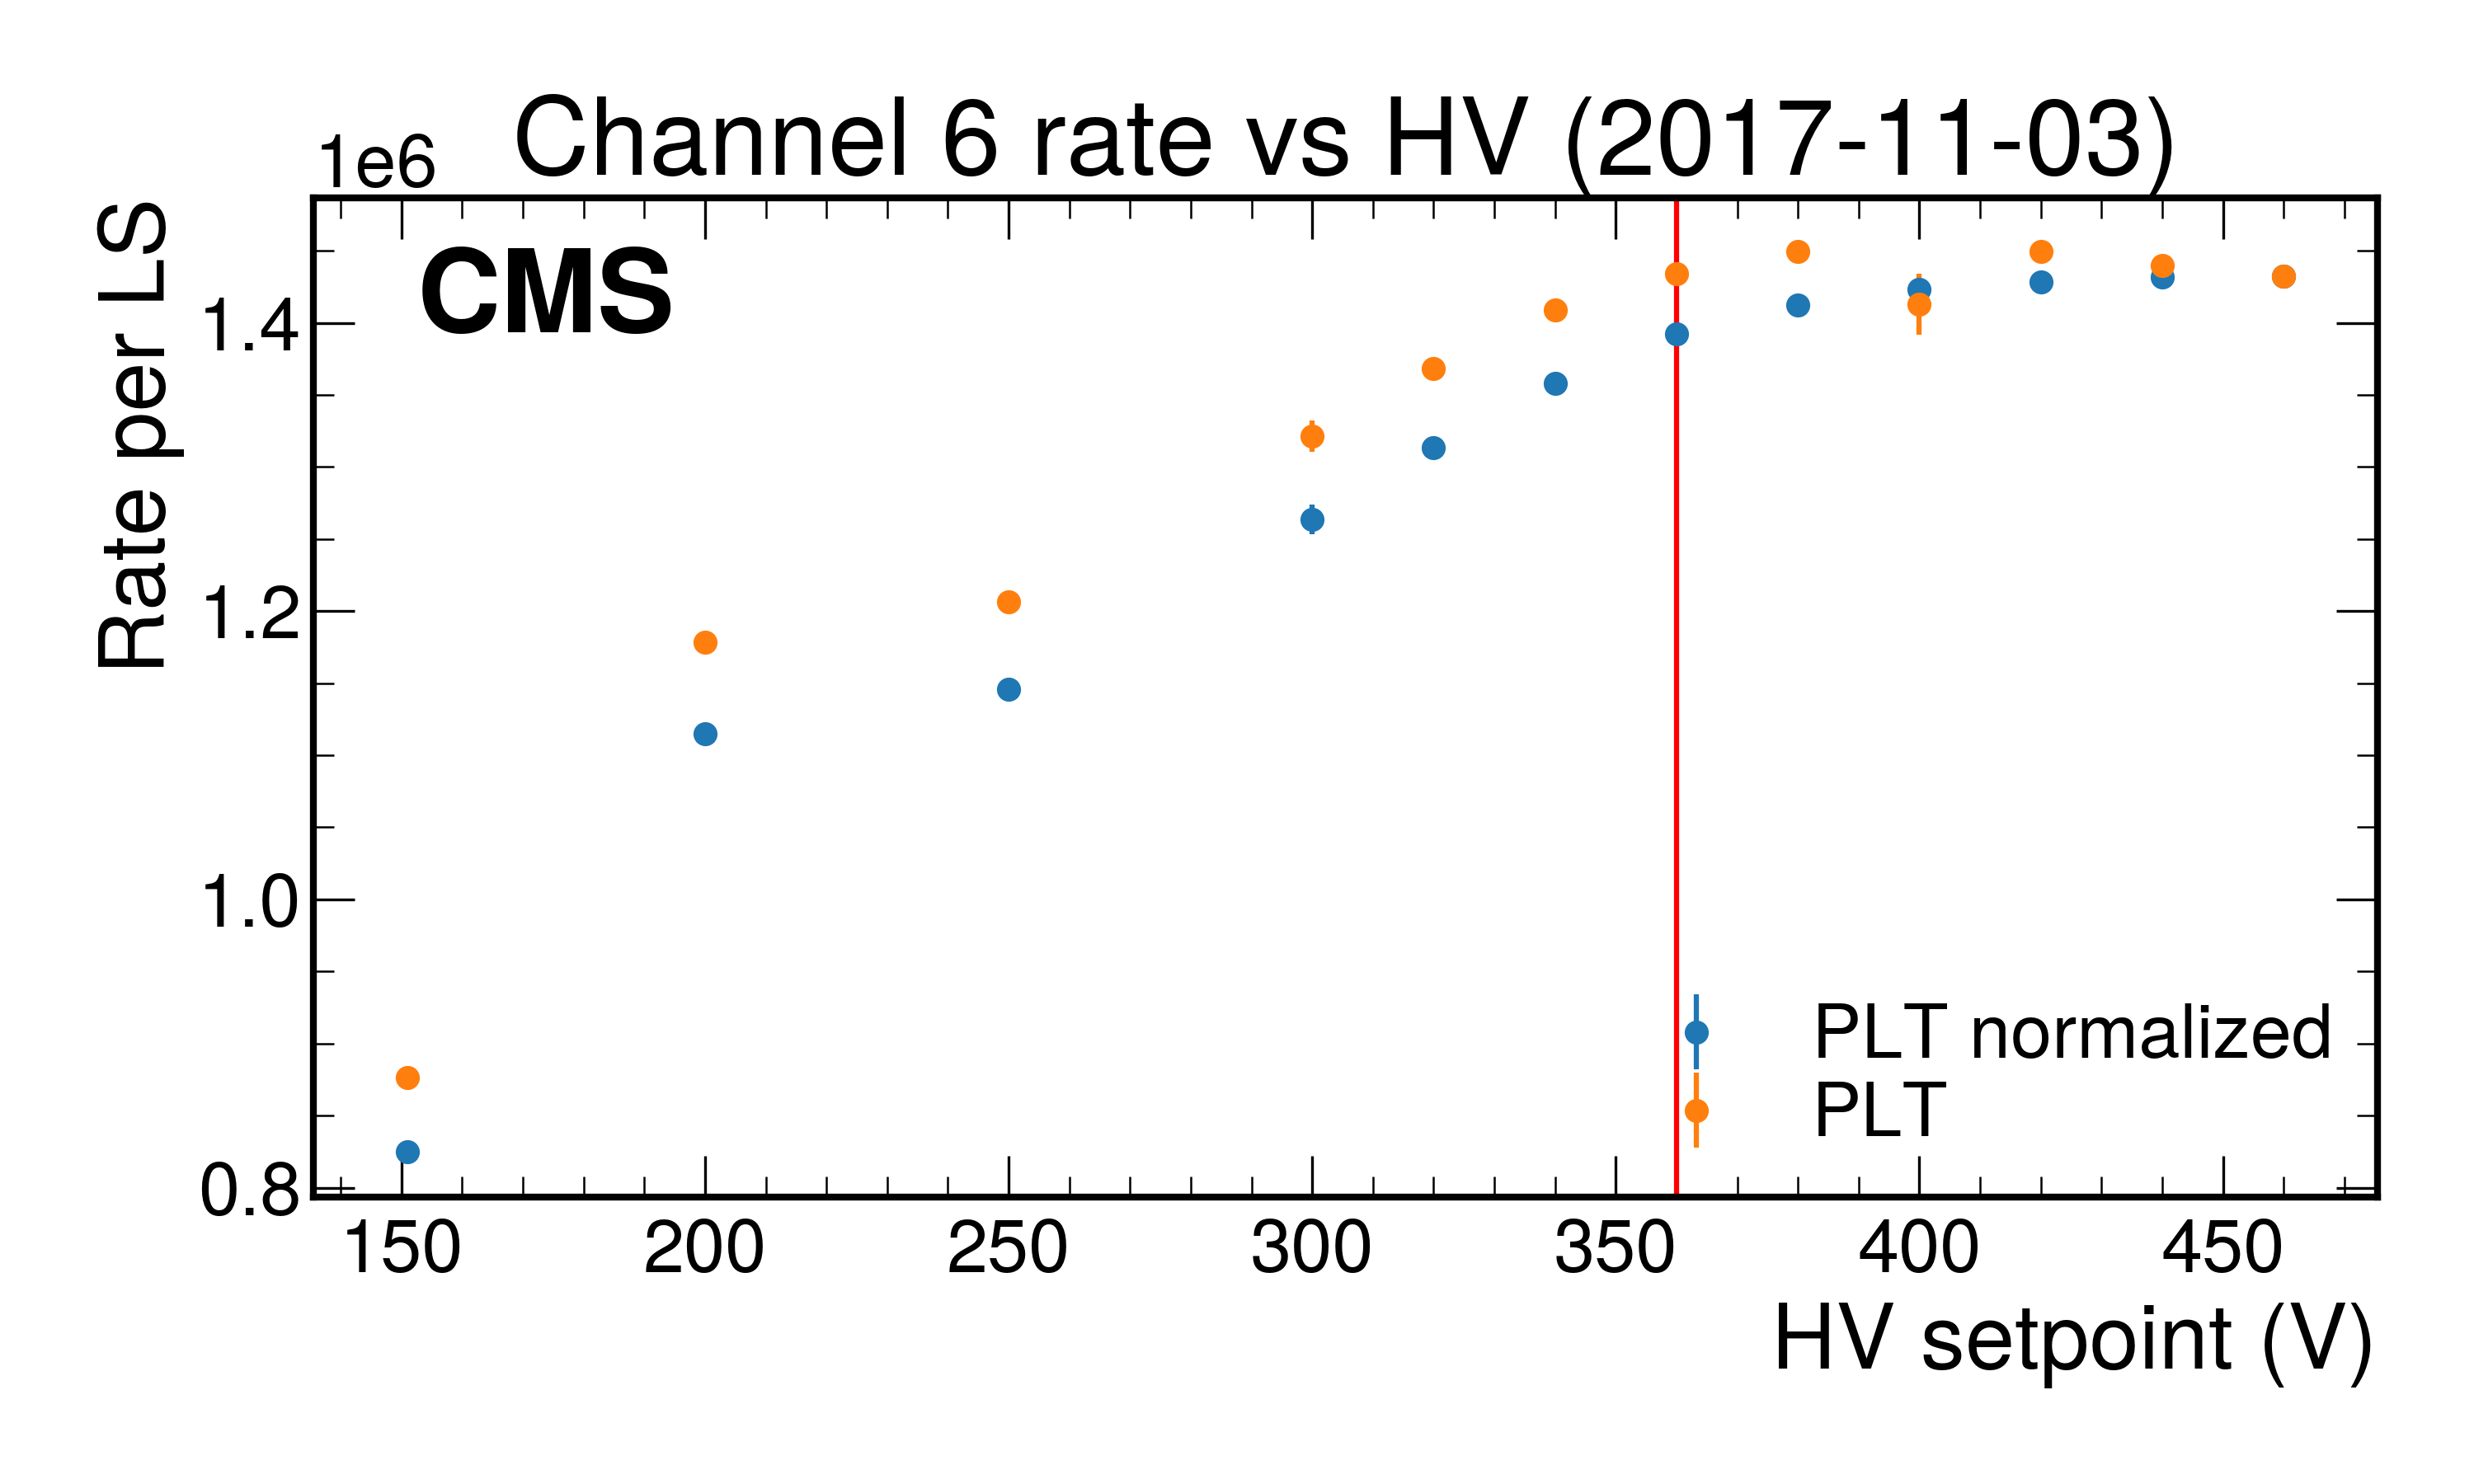 Channel 6 rate vs HV (2017-11-03)
1e6
CMS
Rate per LS
1.4
1.2
1.0
0.8
PLT normalized
PLT
150 200 250 300 350 400 450
HV setpoint (V)